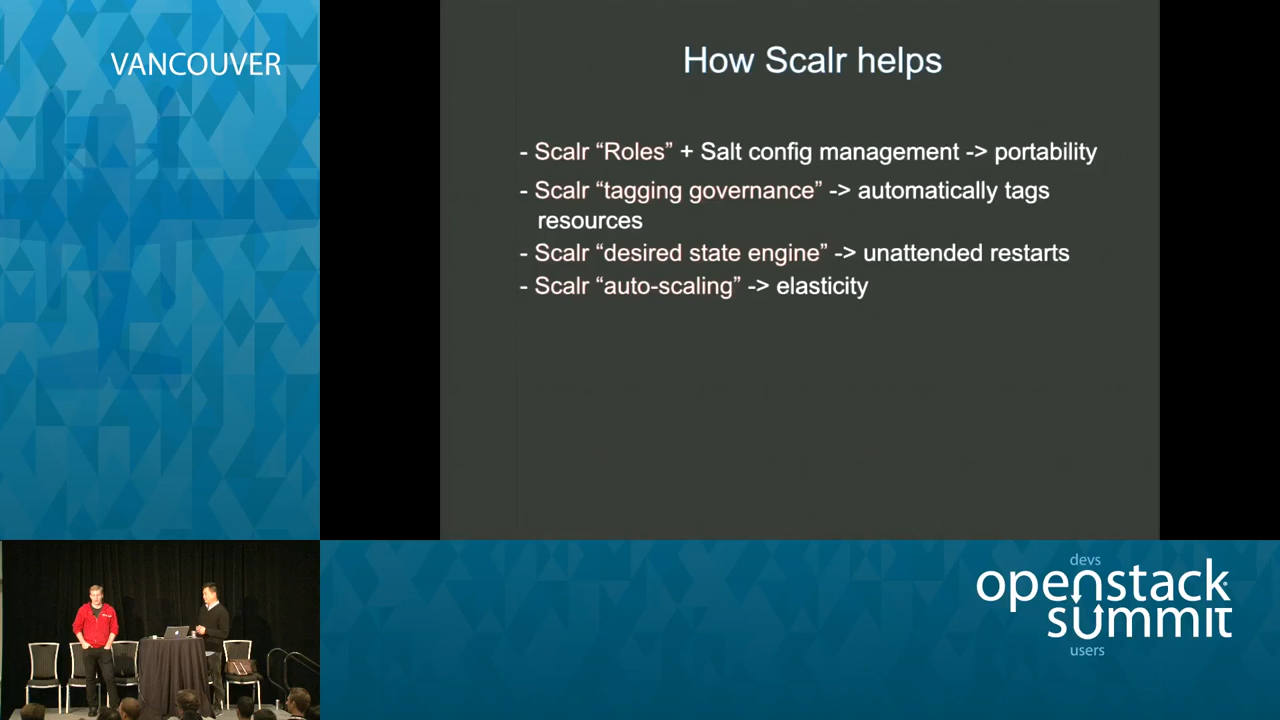 VANCOUVER
How Scalr helps
- Scalr “Roles” + Salt config management -> portability
- Scalr “tagging governance” -> automatically tags
resources
- Scalr “desired state engine” -> unattended restarts
- Scalr “auto-scaling” -> elasticity
devs
openstack
summit
users